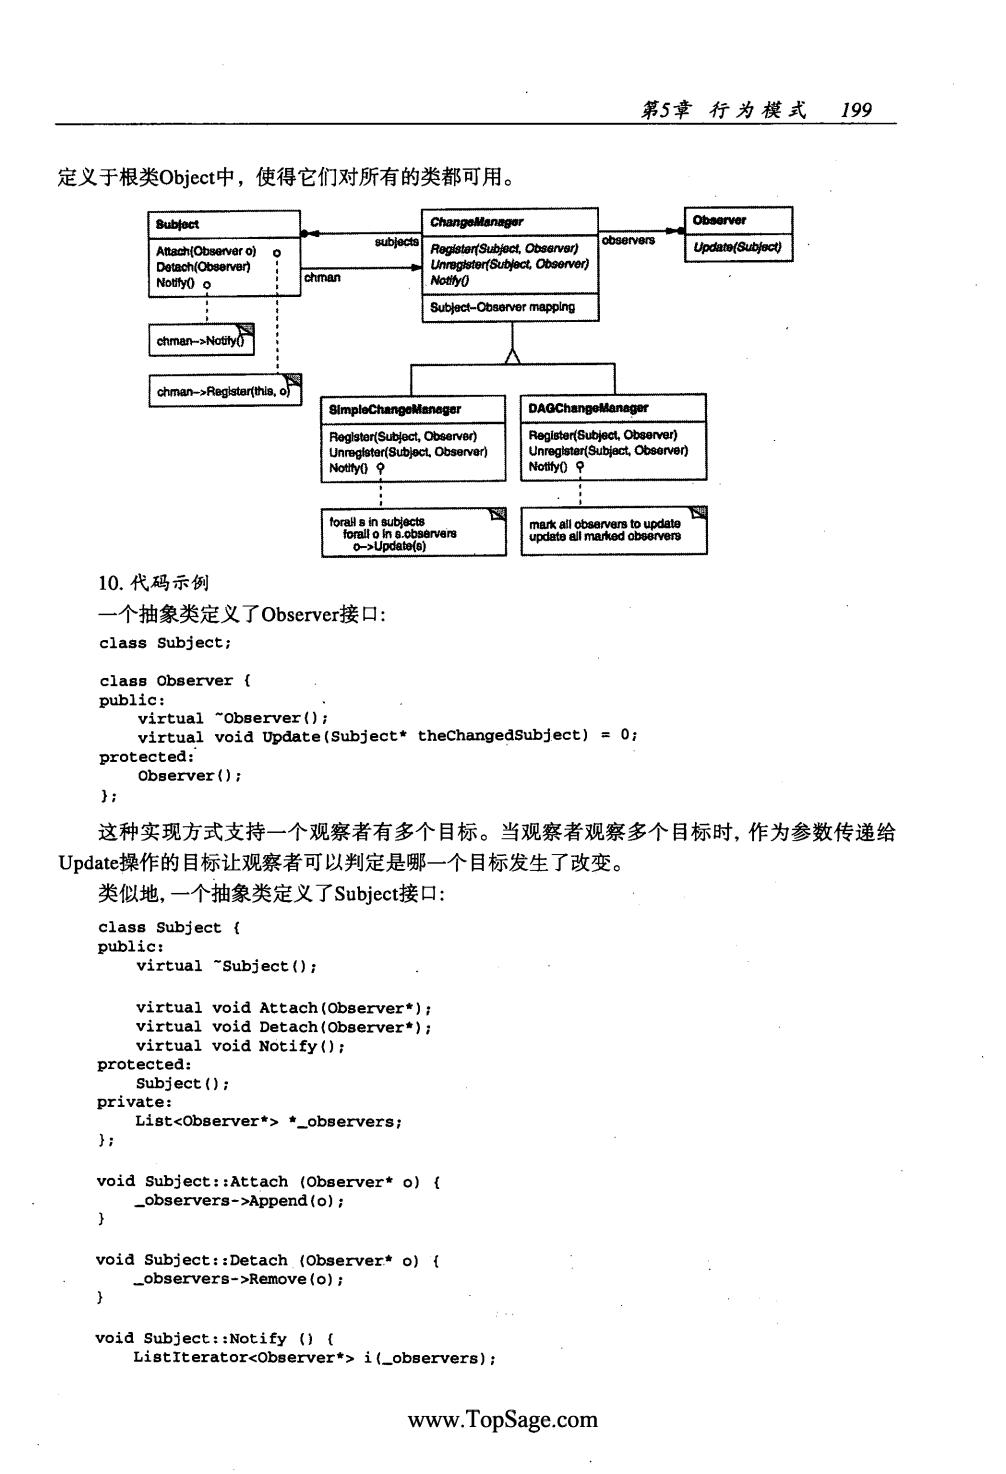 第5章 行为模式 199
定义于根类Object中，使得它们对所有的类都可用。
Subject
Attach(Observer o)
Detach(Observer)
Notify()
chman->Notify()
chman->Register(this, o)
subjects
chman
ChangeManager
Register(Subject, Observer)
Unregister(Subject, Observer)
Notify()
Subject-Observer mapping
observers
Observer
Update(Subject)
SimpleChangeManager
Register(Subject, Observer)
Unregister(Subject, Observer)
Notify()
forall s in subjects
forall o in s.observers
o->Update(s)
DAGChangeManager
Register(Subject, Observer)
Unregister(Subject, Observer)
Notify()
mark all observers to update
update all marked observers
10. 代码示例
一个抽象类定义了Observer接口:
class Subject;
class Observer {
public:
virtual ~Observer();
virtual void Update(Subject* theChangedSubject) = 0;
protected:
Observer();
};
这种实现方式支持一个观察者有多个目标。当观察者观察多个目标时, 作为参数传递给
Update操作的目标让观察者可以判定是哪一个目标发生了改变。
类似地, 一个抽象类定义了Subject接口:
class Subject {
public:
virtual ~Subject();
virtual void Attach(Observer*);
virtual void Detach(Observer*);
virtual void Notify();
protected:
Subject();
private:
List<Observer*> *_observers;
};
void Subject::Attach (Observer* o) {
_observers->Append(o);
}
void Subject::Detach (Observer* o) {
_observers->Remove(o);
}
void Subject::Notify () {
ListIterator<Observer*> i(_observers);
www.TopSage.com